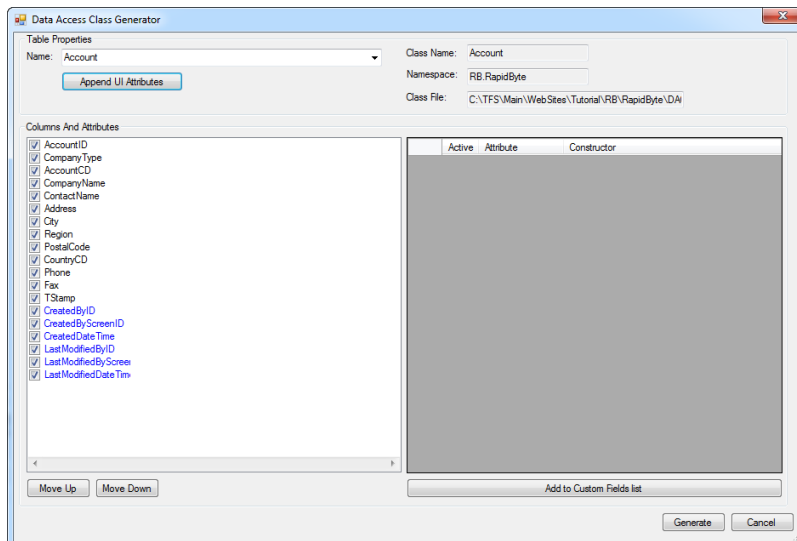 Data Access Class Generator
Table Properties
Name: Account
Append UI Attributes
Class Name: Account
Namespace: RB.RapidByte
Class File: C:\TFS\Main\WebSites\Tutorial\RB\RapidByte\DA
Columns And Attributes
AccountID
CompanyType
AccountCD
CompanyName
ContactName
Address
City
Region
PostalCode
CountryCD
Phone
Fax
TStamp
CreatedByID
CreatedByScreenID
CreatedDateTime
LastModifiedByID
LastModifiedByScree
LastModifiedDateTim
Active Attribute Constructor
Move Up Move Down
Add to Custom Fields list
Generate Cancel